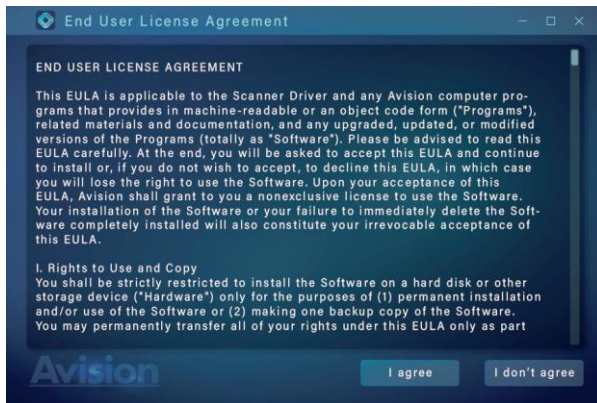 End User License Agreement
END USER LICENSE AGREEMENT
This EULA is applicable to the Scanner Driver and any Avision computer pro-
grams that provides in machine-readable or an object code form ("Programs"),
related materials and documentation, and any upgraded, updated, or modified
versions of the Programs (totally as "Software"). Please be advised to read this
EULA carefully. At the end, you will be asked to accept this EULA and continue
to install or, if you do not wish to accept, to decline this EULA, in which case
you will lose the right to use the Software. Upon your acceptance of this
EULA, Avision shall grant to you a nonexclusive license to use the Software.
Your installation of the Software or your failure to immediately delete the Soft-
ware completely installed will also constitute your irrevocable acceptance of
this EULA.
I. Rights to Use and Copy
You shall be strictly restricted to install the Software on a hard disk or other
storage device ("Hardware") only for the purposes of (1) permanent installation
and/or use of the Software or (2) making one backup copy of the Software.
You may permanently transfer all of your rights under this EULA only as part
Avision
I agree
I don't agree